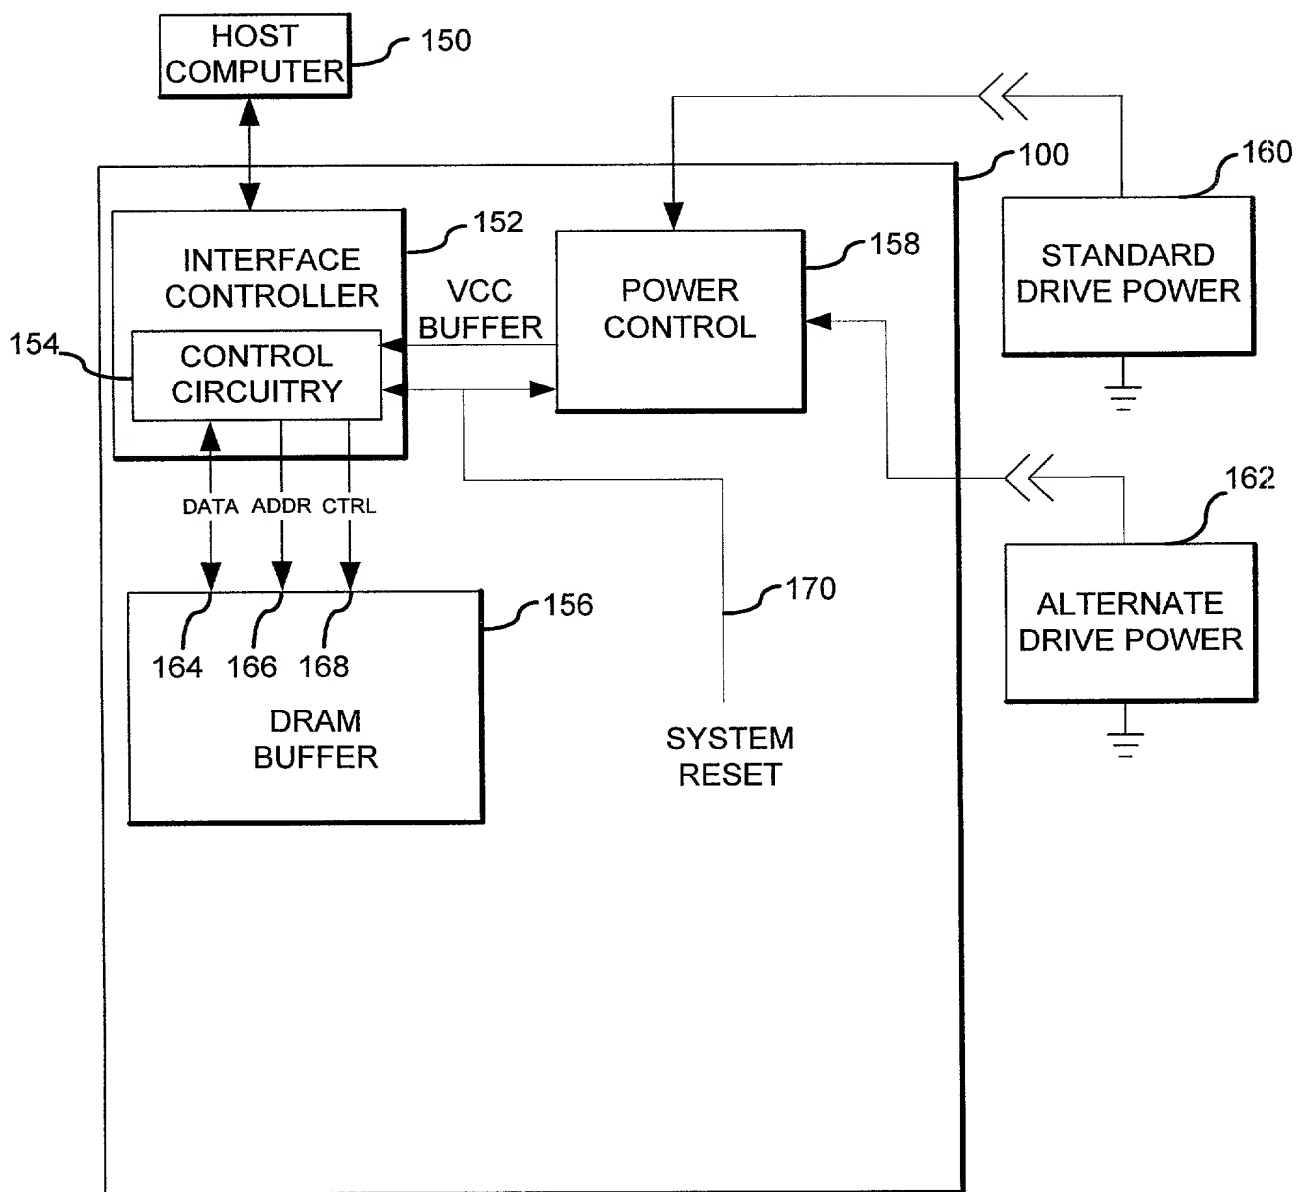 HOST
COMPUTER
150
100
160
152
INTERFACE
CONTROLLER
VCC
BUFFER
158
POWER
CONTROL
STANDARD
DRIVE POWER
154
CONTROL
CIRCUITRY
162
DATA ADDR CTRL
156
170
ALTERNATE
DRIVE POWER
164 166 168
DRAM
BUFFER
SYSTEM
RESET